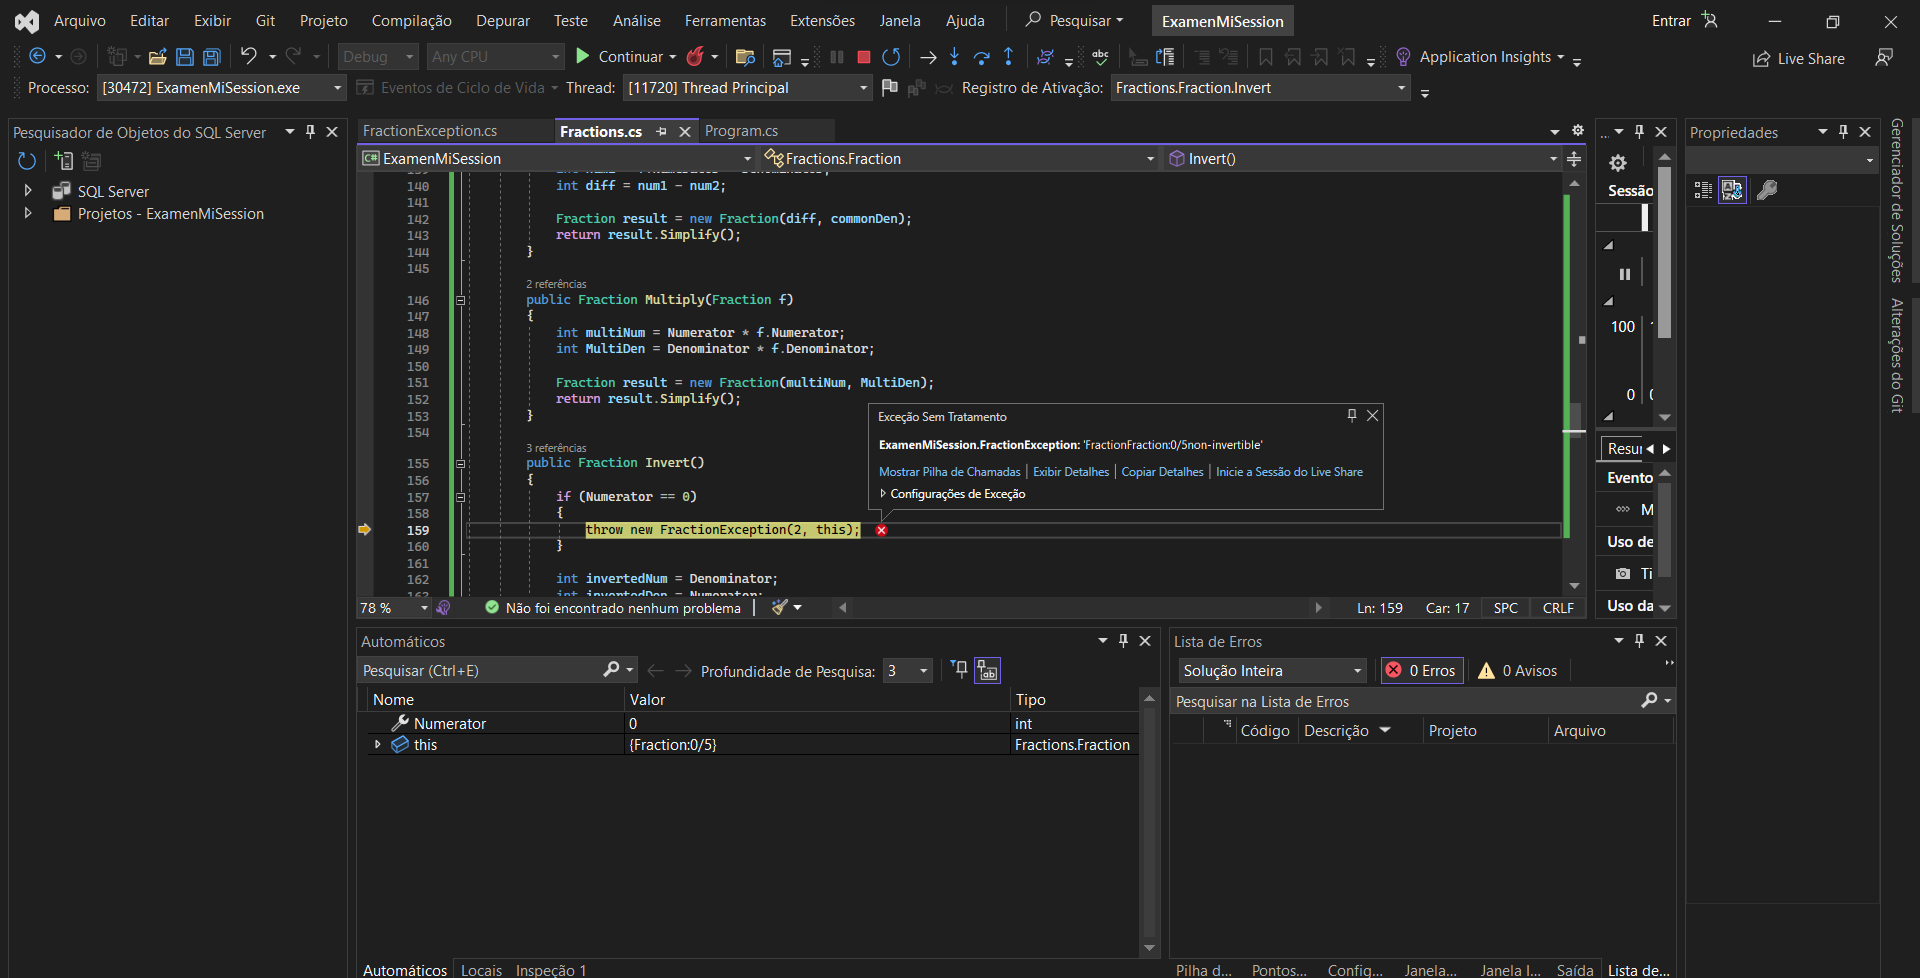 Arquivo Editar Exibir Git Projeto Compilação Depurar Teste Análise Ferramentas Extensões Janela Ajuda Pesquisar ExamenMiSession Entrar
Debug Any CPU Continuar Application Insights Live Share
Processo: [30472] ExamenMiSession.exe Eventos de Ciclo de Vida Thread: [11720] Thread Principal Registro de Ativação: Fractions.Fraction.Invert
Pesquisador de Objetos do SQL Server
SQL Server
Projetos - ExamenMiSession
FractionException.cs Fractions.cs Program.cs
C# ExamenMiSession Fractions.Fraction Invert()
140 int diff = num1 - num2;
141
142 Fraction result = new Fraction(diff, commonDen);
143 return result.Simplify();
144 }
145
2 referências
146 public Fraction Multiply(Fraction f)
147 {
148 int multiNum = Numerator * f.Numerator;
149 int MultiDen = Denominator * f.Denominator;
150
151 Fraction result = new Fraction(multiNum, MultiDen);
152 return result.Simplify();
153 }
154
3 referências
155 public Fraction Invert()
156 {
157 if (Numerator == 0)
158 {
159 throw new FractionException(2, this);
160 }
161
162 int invertedNum = Denominator;
Exceção Sem Tratamento
ExamenMiSession.FractionException: 'FractionFraction:0/5non-invertible'
Mostrar Pilha de Chamadas | Exibir Detalhes | Copiar Detalhes | Inicie a Sessão do Live Share
Configurações de Exceção
78 % Não foi encontrado nenhum problema Ln: 159 Car: 17 SPC CRLF
...
Sessão
100
0
Resu
Evento
M
Uso de
Ti
Uso da
Propriedades
Gerenciador de Soluções
Alterações do Git
Automáticos
Pesquisar (Ctrl+E) Profundidade de Pesquisa: 3
Nome Valor Tipo
Numerator 0 int
this {Fraction:0/5} Fractions.Fraction
Automáticos Locais Inspeção 1
Lista de Erros
Solução Inteira 0 Erros 0 Avisos
Pesquisar na Lista de Erros
Código Descrição Projeto Arquivo
Pilha d... Pontos... Config... Janela... Janela I... Saída Lista de...